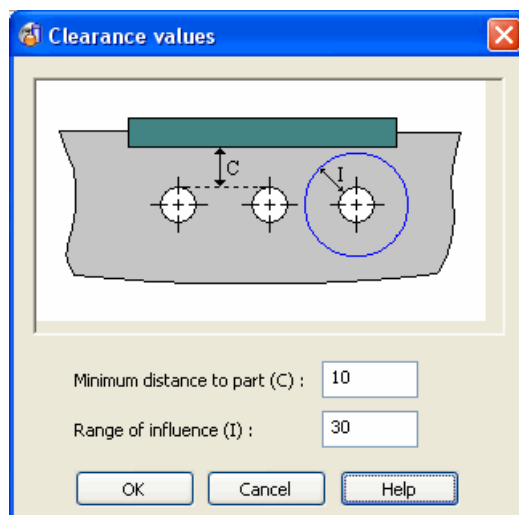 Clearance values
C
I
Minimum distance to part (C) : 10
Range of influence (I) : 30
OK Cancel Help